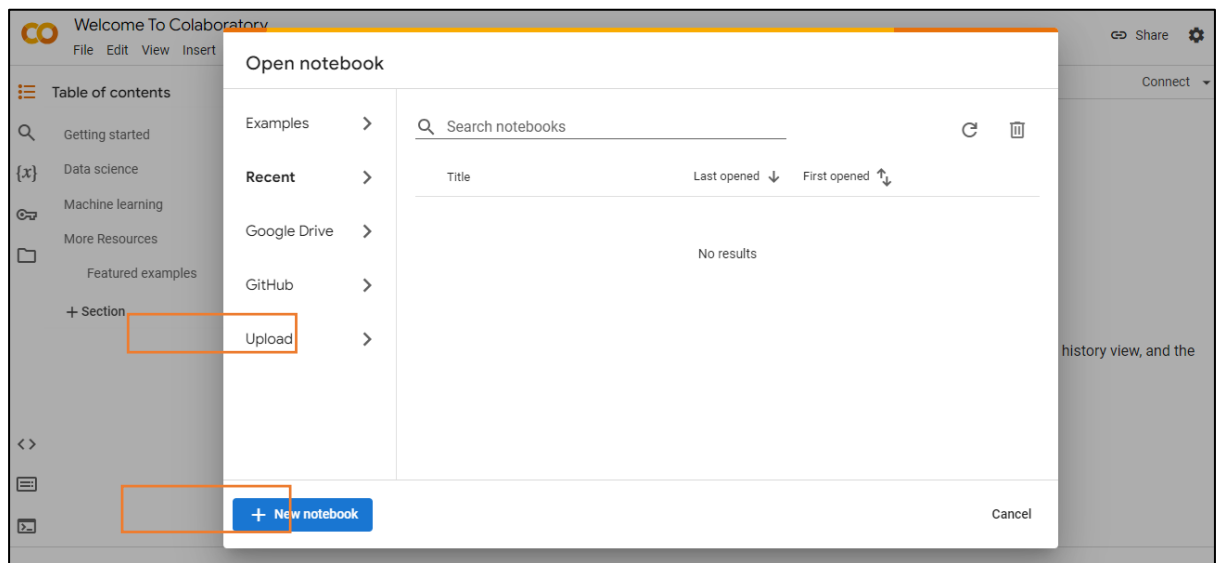 Welcome To Colaboratory
File Edit View Insert
Share
Connect
Table of contents
Getting started
Data science
Machine learning
More Resources
Featured examples
+ Section
{x}
Open notebook
Examples
Recent
Google Drive
GitHub
Upload
Search notebooks
Title Last opened First opened
No results
+ New notebook
Cancel
history view, and the